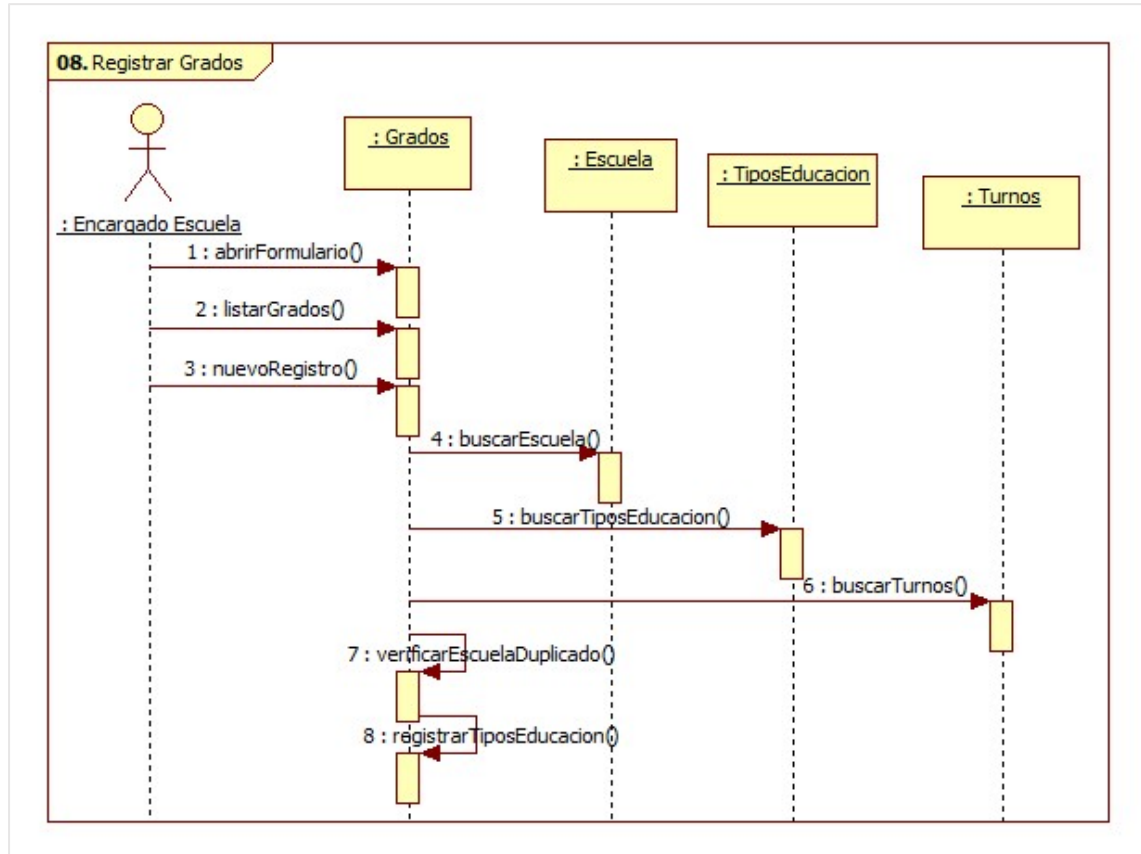 08. Registrar Grados
: Grados
: Escuela
: TiposEducacion
: Turnos
: Encargado Escuela
1 : abrirFormulario()
2 : listarGrados()
3 : nuevoRegistro()
4 : buscarEscuela()
5 : buscarTiposEducacion()
6 : buscarTurnos()
7 : verificarEscuelaDuplicado()
8 : registrarTiposEducacion()